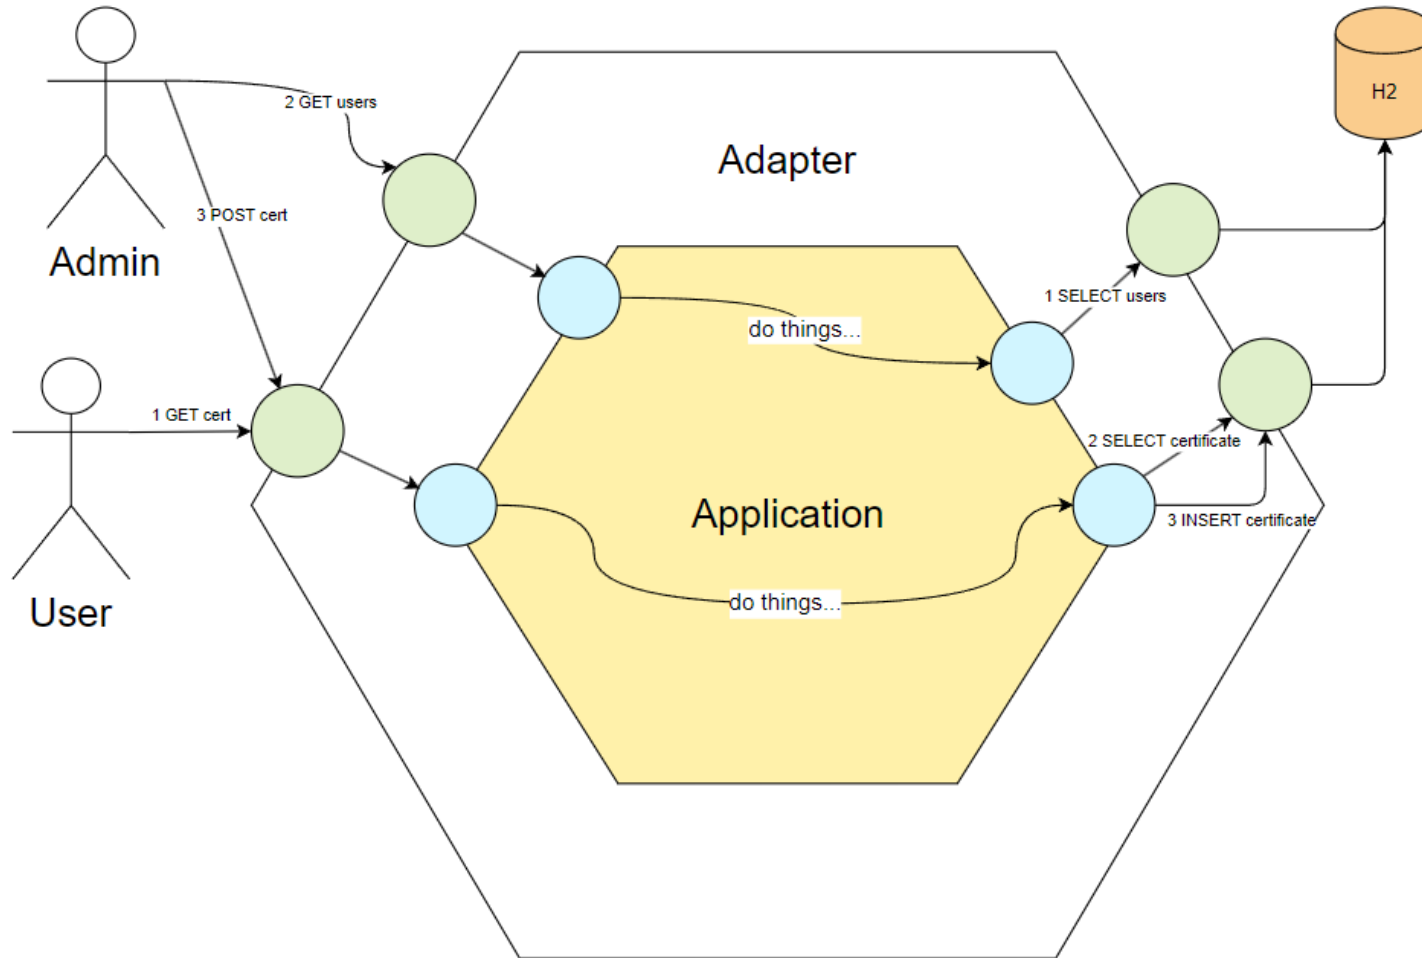 H2
2 GET users
Adapter
3 POST cert
Admin
1 SELECT users
do things...
1 GET cert
2 SELECT certificate
Application
3 INSERT certificate
do things...
User